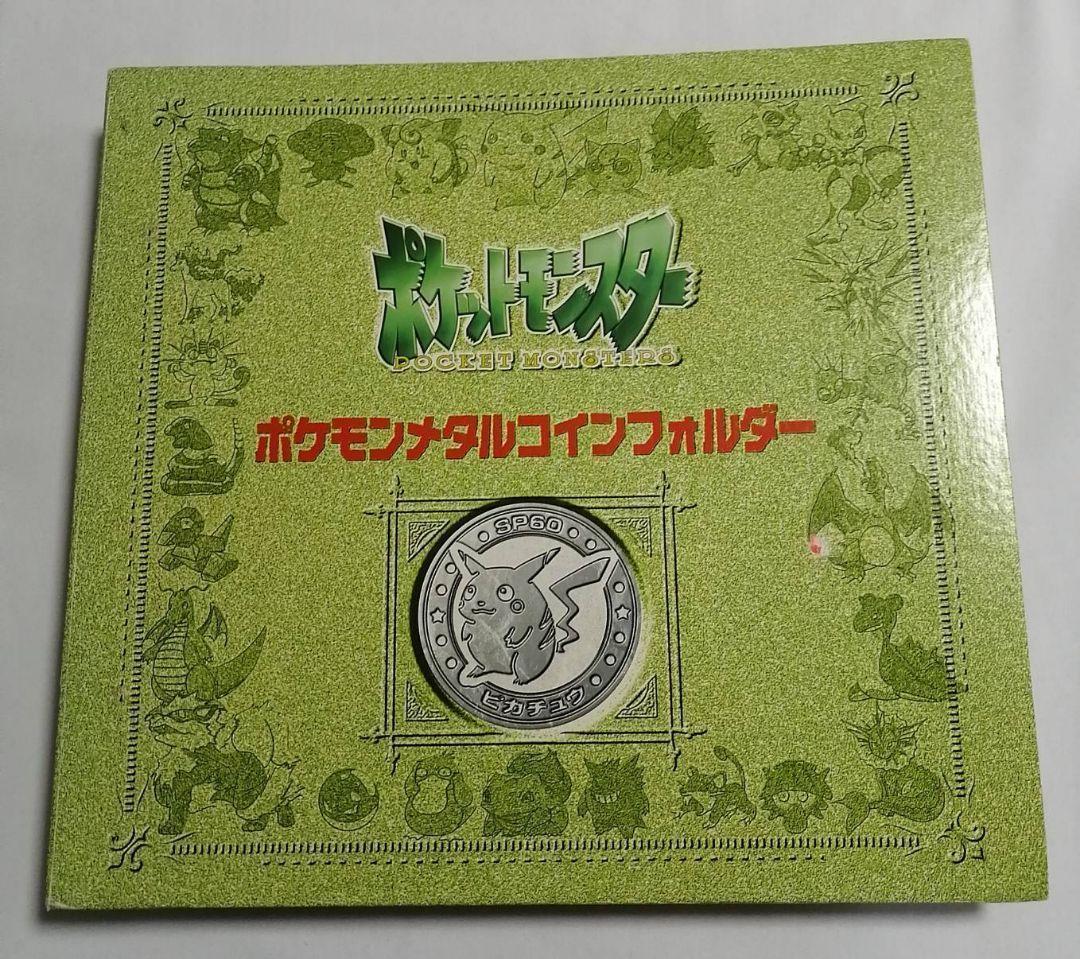 ポケットモンスター
POCKET MONSTERS
ポケモンメタルコインフォルダー
SP60
ピカチュウ